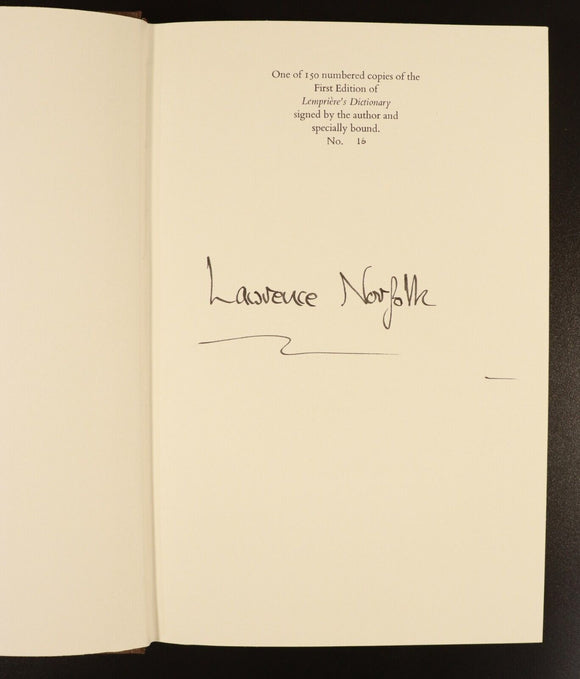 One of 150 numbered copies of the
First Edition of
Lemprière's Dictionary
signed by the author and
specially bound.
No. 16
Lawrence Norfolk